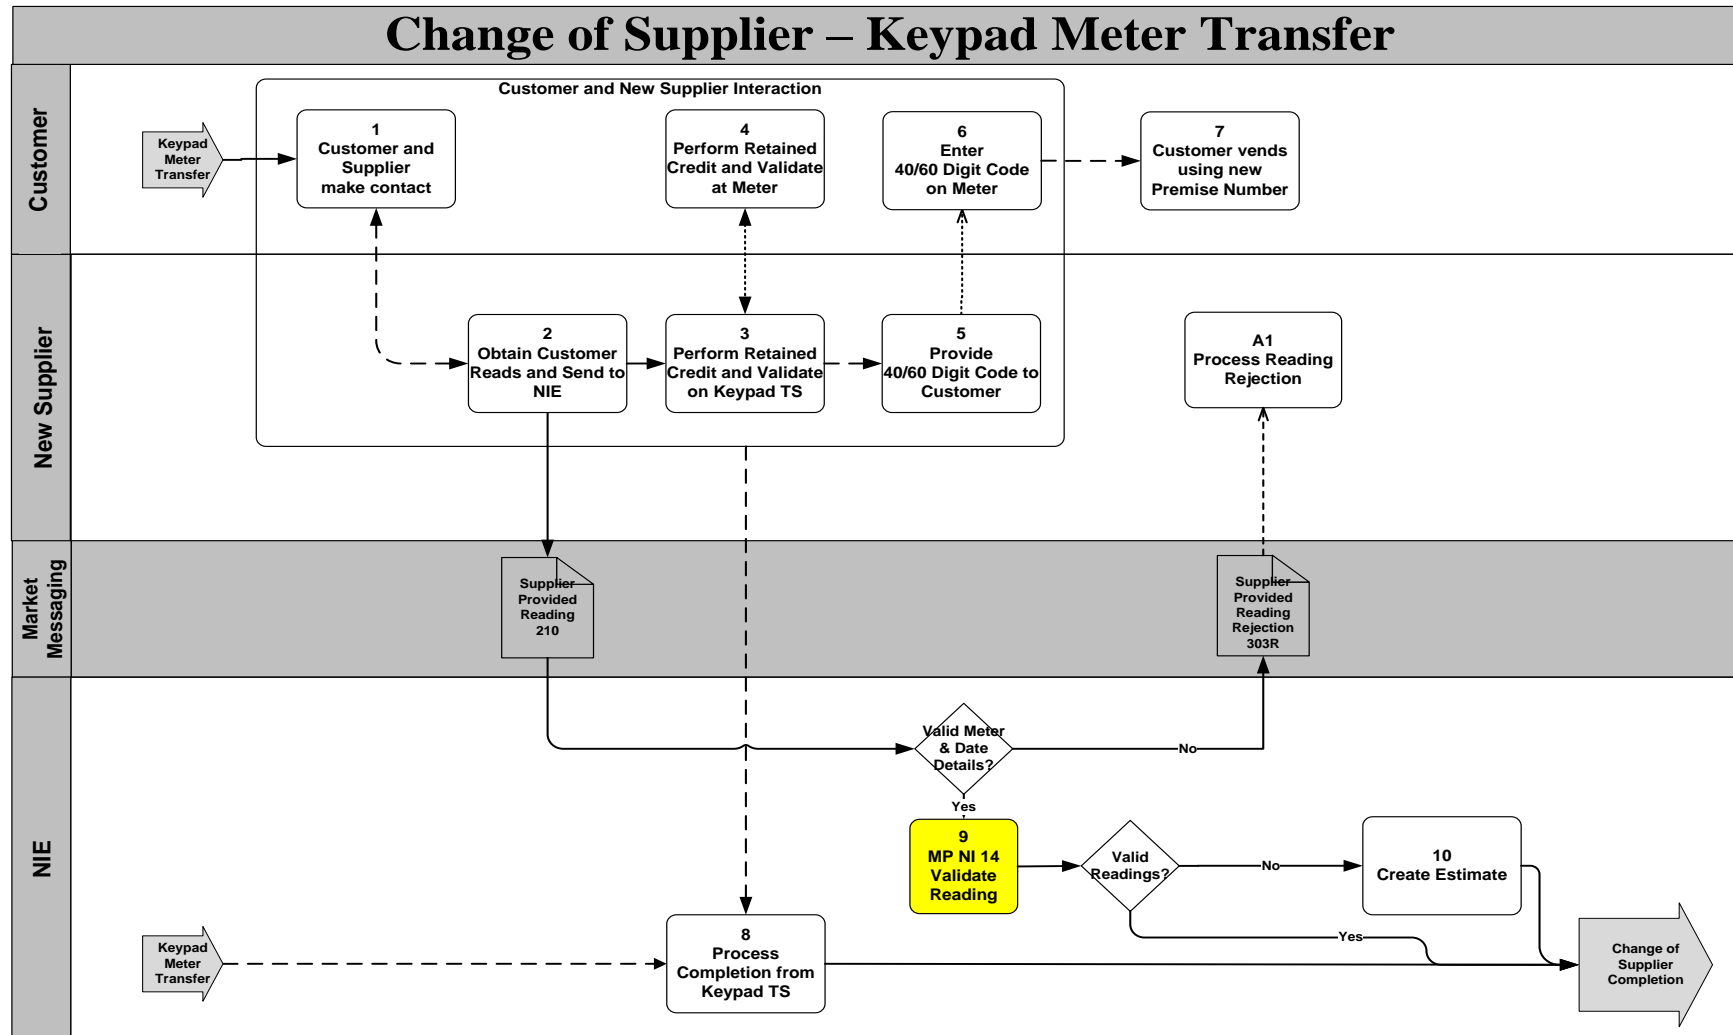 Change of Supplier – Keypad Meter Transfer
Customer
Customer and New Supplier Interaction
Keypad
Meter
Transfer
1
Customer and
Supplier
make contact
4
Perform Retained
Credit and Validate
at Meter
6
Enter
40/60 Digit Code
on Meter
7
Customer vends
using new
Premise Number
New Supplier
2
Obtain Customer
Reads and Send to
NIE
3
Perform Retained
Credit and Validate
on Keypad TS
5
Provide
40/60 Digit Code to
Customer
A1
Process Reading
Rejection
Market
Messaging
Supplier
Provided
Reading
210
Supplier
Provided
Reading
Rejection
303R
NIE
Valid Meter
& Date
Details?
No
Yes
9
MP NI 14
Validate
Reading
Valid
Readings?
No
10
Create Estimate
Yes
Keypad
Meter
Transfer
8
Process
Completion from
Keypad TS
Change of
Supplier
Completion